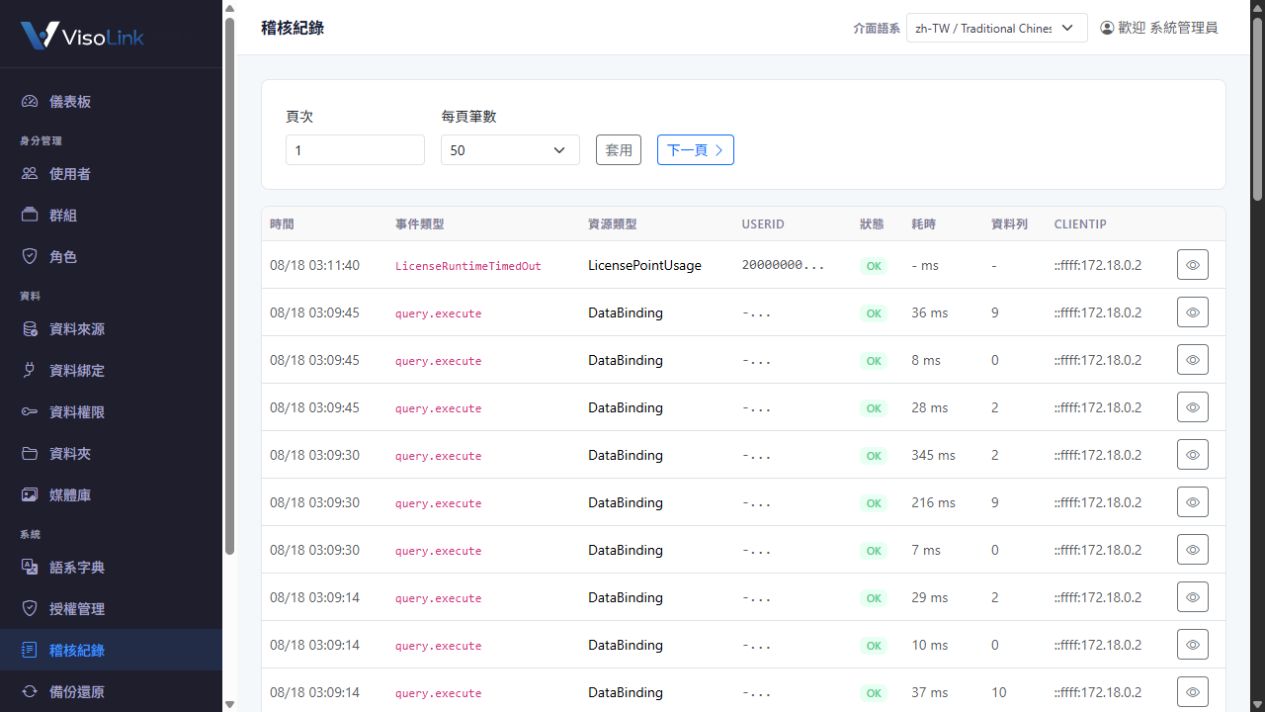 VisoLink
稽核紀錄
介面語系 zh-TW / Traditional Chines 歡迎 系統管理員
儀表板
身分管理
使用者
群組
角色
資料
資料來源
資料綁定
資料權限
資料夾
媒體庫
系統
語系字典
授權管理
稽核紀錄
備份還原
頁次 每頁筆數
1 50 套用 下一頁
時間 事件類型 資源類型 USERID 狀態 耗時 資料列 CLIENTIP
08/18 03:11:40 LicenseRuntimeTimedOut LicensePointUsage 20000000... OK - ms - ::ffff:172.18.0.2
08/18 03:09:45 query.execute DataBinding -... OK 36 ms 9 ::ffff:172.18.0.2
08/18 03:09:45 query.execute DataBinding -... OK 8 ms 0 ::ffff:172.18.0.2
08/18 03:09:45 query.execute DataBinding -... OK 28 ms 2 ::ffff:172.18.0.2
08/18 03:09:30 query.execute DataBinding -... OK 345 ms 2 ::ffff:172.18.0.2
08/18 03:09:30 query.execute DataBinding -... OK 216 ms 9 ::ffff:172.18.0.2
08/18 03:09:30 query.execute DataBinding -... OK 7 ms 0 ::ffff:172.18.0.2
08/18 03:09:14 query.execute DataBinding -... OK 29 ms 2 ::ffff:172.18.0.2
08/18 03:09:14 query.execute DataBinding -... OK 10 ms 0 ::ffff:172.18.0.2
08/18 03:09:14 query.execute DataBinding -... OK 37 ms 10 ::ffff:172.18.0.2